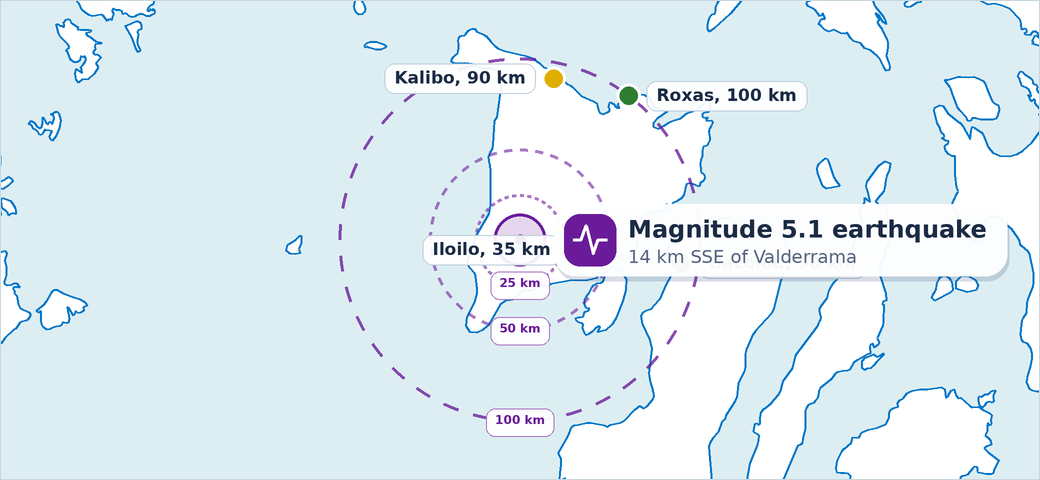 Kalibo, 90 km
Roxas, 100 km
Magnitude 5.1 earthquake
14 km SSE of Valderrama
Iloilo, 35 km
25 km
50 km
100 km